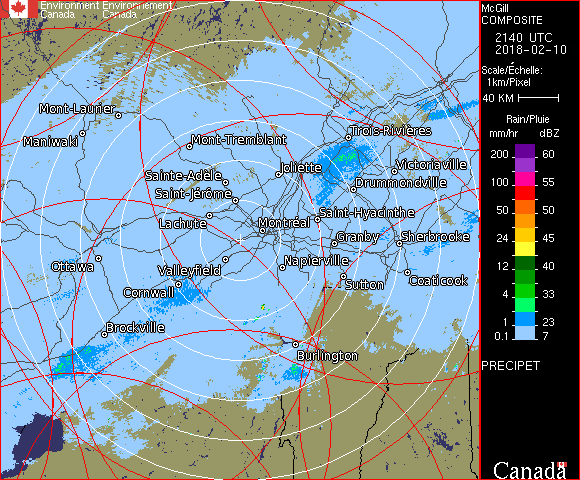 Environment Environnement
Canada Canada
McGill
COMPOSITE
2140 UTC
2018-02-10
Scale/Échelle:
1km/Pixel
40 KM
Rain/Pluie
mm/hr dBZ
200 60
100 55
50 50
24 45
12 40
4 33
1 23
0.1 7
PRECIPET
Mont-Laurier
Maniwaki
Mont-Tremblant
Trois-Rivières
Joliette
Victoriaville
Sainte-Adèle
Drummondville
Saint-Jérôme
Lachute
Saint-Hyacinthe
Montréal
Granby
Sherbrooke
Ottawa
Valleyfield
Napierville
Cornwall
Sutton
Coaticook
Brockville
Burlington
Canada